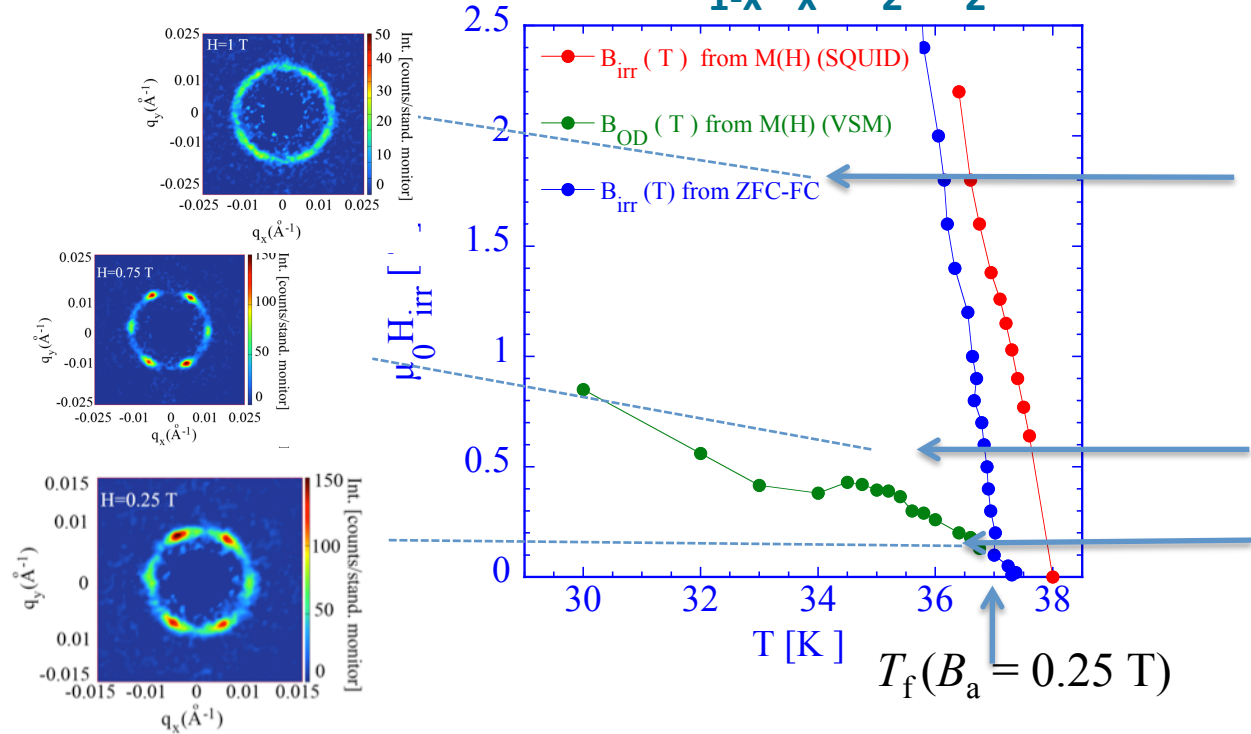 1-x x 2 2
H=1 T
Int. [counts/stand. monitor]
50
40
30
20
10
0
q_y(Å⁻¹)
0.025
0.01
0
-0.01
-0.025
-0.025 -0.01 0 0.01 0.025
q_x(Å⁻¹)
H=0.75 T
Int. [counts/stand. monitor]
150
100
50
0
q_y(Å⁻¹)
0.025
0.01
0
-0.01
-0.025
-0.025 -0.01 0 0.01 0.025
q_x(Å⁻¹)
H=0.25 T
Int. [counts/stand. monitor]
150
100
50
0
q_y(Å⁻¹)
0.015
0.01
0
0.01
-0.015
-0.015 -0.01 0 0.01 0.015
q_x(Å⁻¹)
B_irr ( T ) from M(H) (SQUID)
B_OD ( T ) from M(H) (VSM)
B_irr (T) from ZFC-FC
μ_0 H_irr [
2.5
2
1.5
1
0.5
0
30 32 34 36 38
T [K ]
T_f (B_a = 0.25 T)